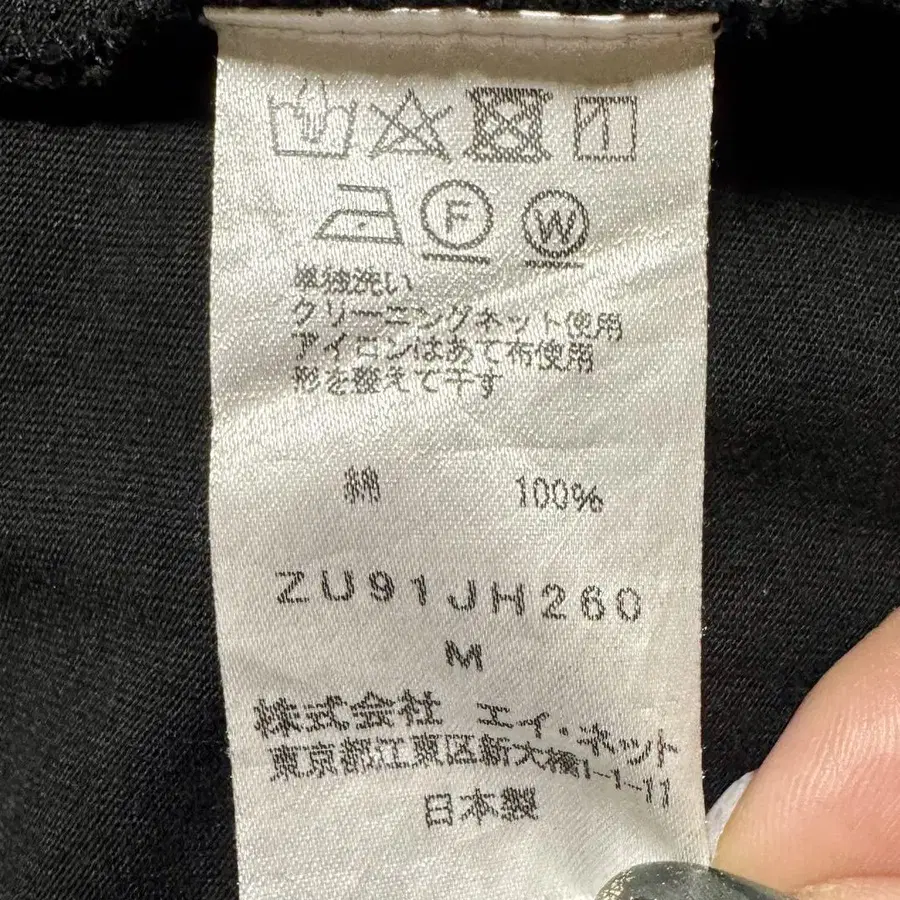 F W
単独洗い
クリーニングネット使用
アイロンはあて布使用
形を整えて干す
綿 100%
ZU91JH260
M
株式会社 エイ・ネット
東京都江東区新大橋1-1-11
日本製